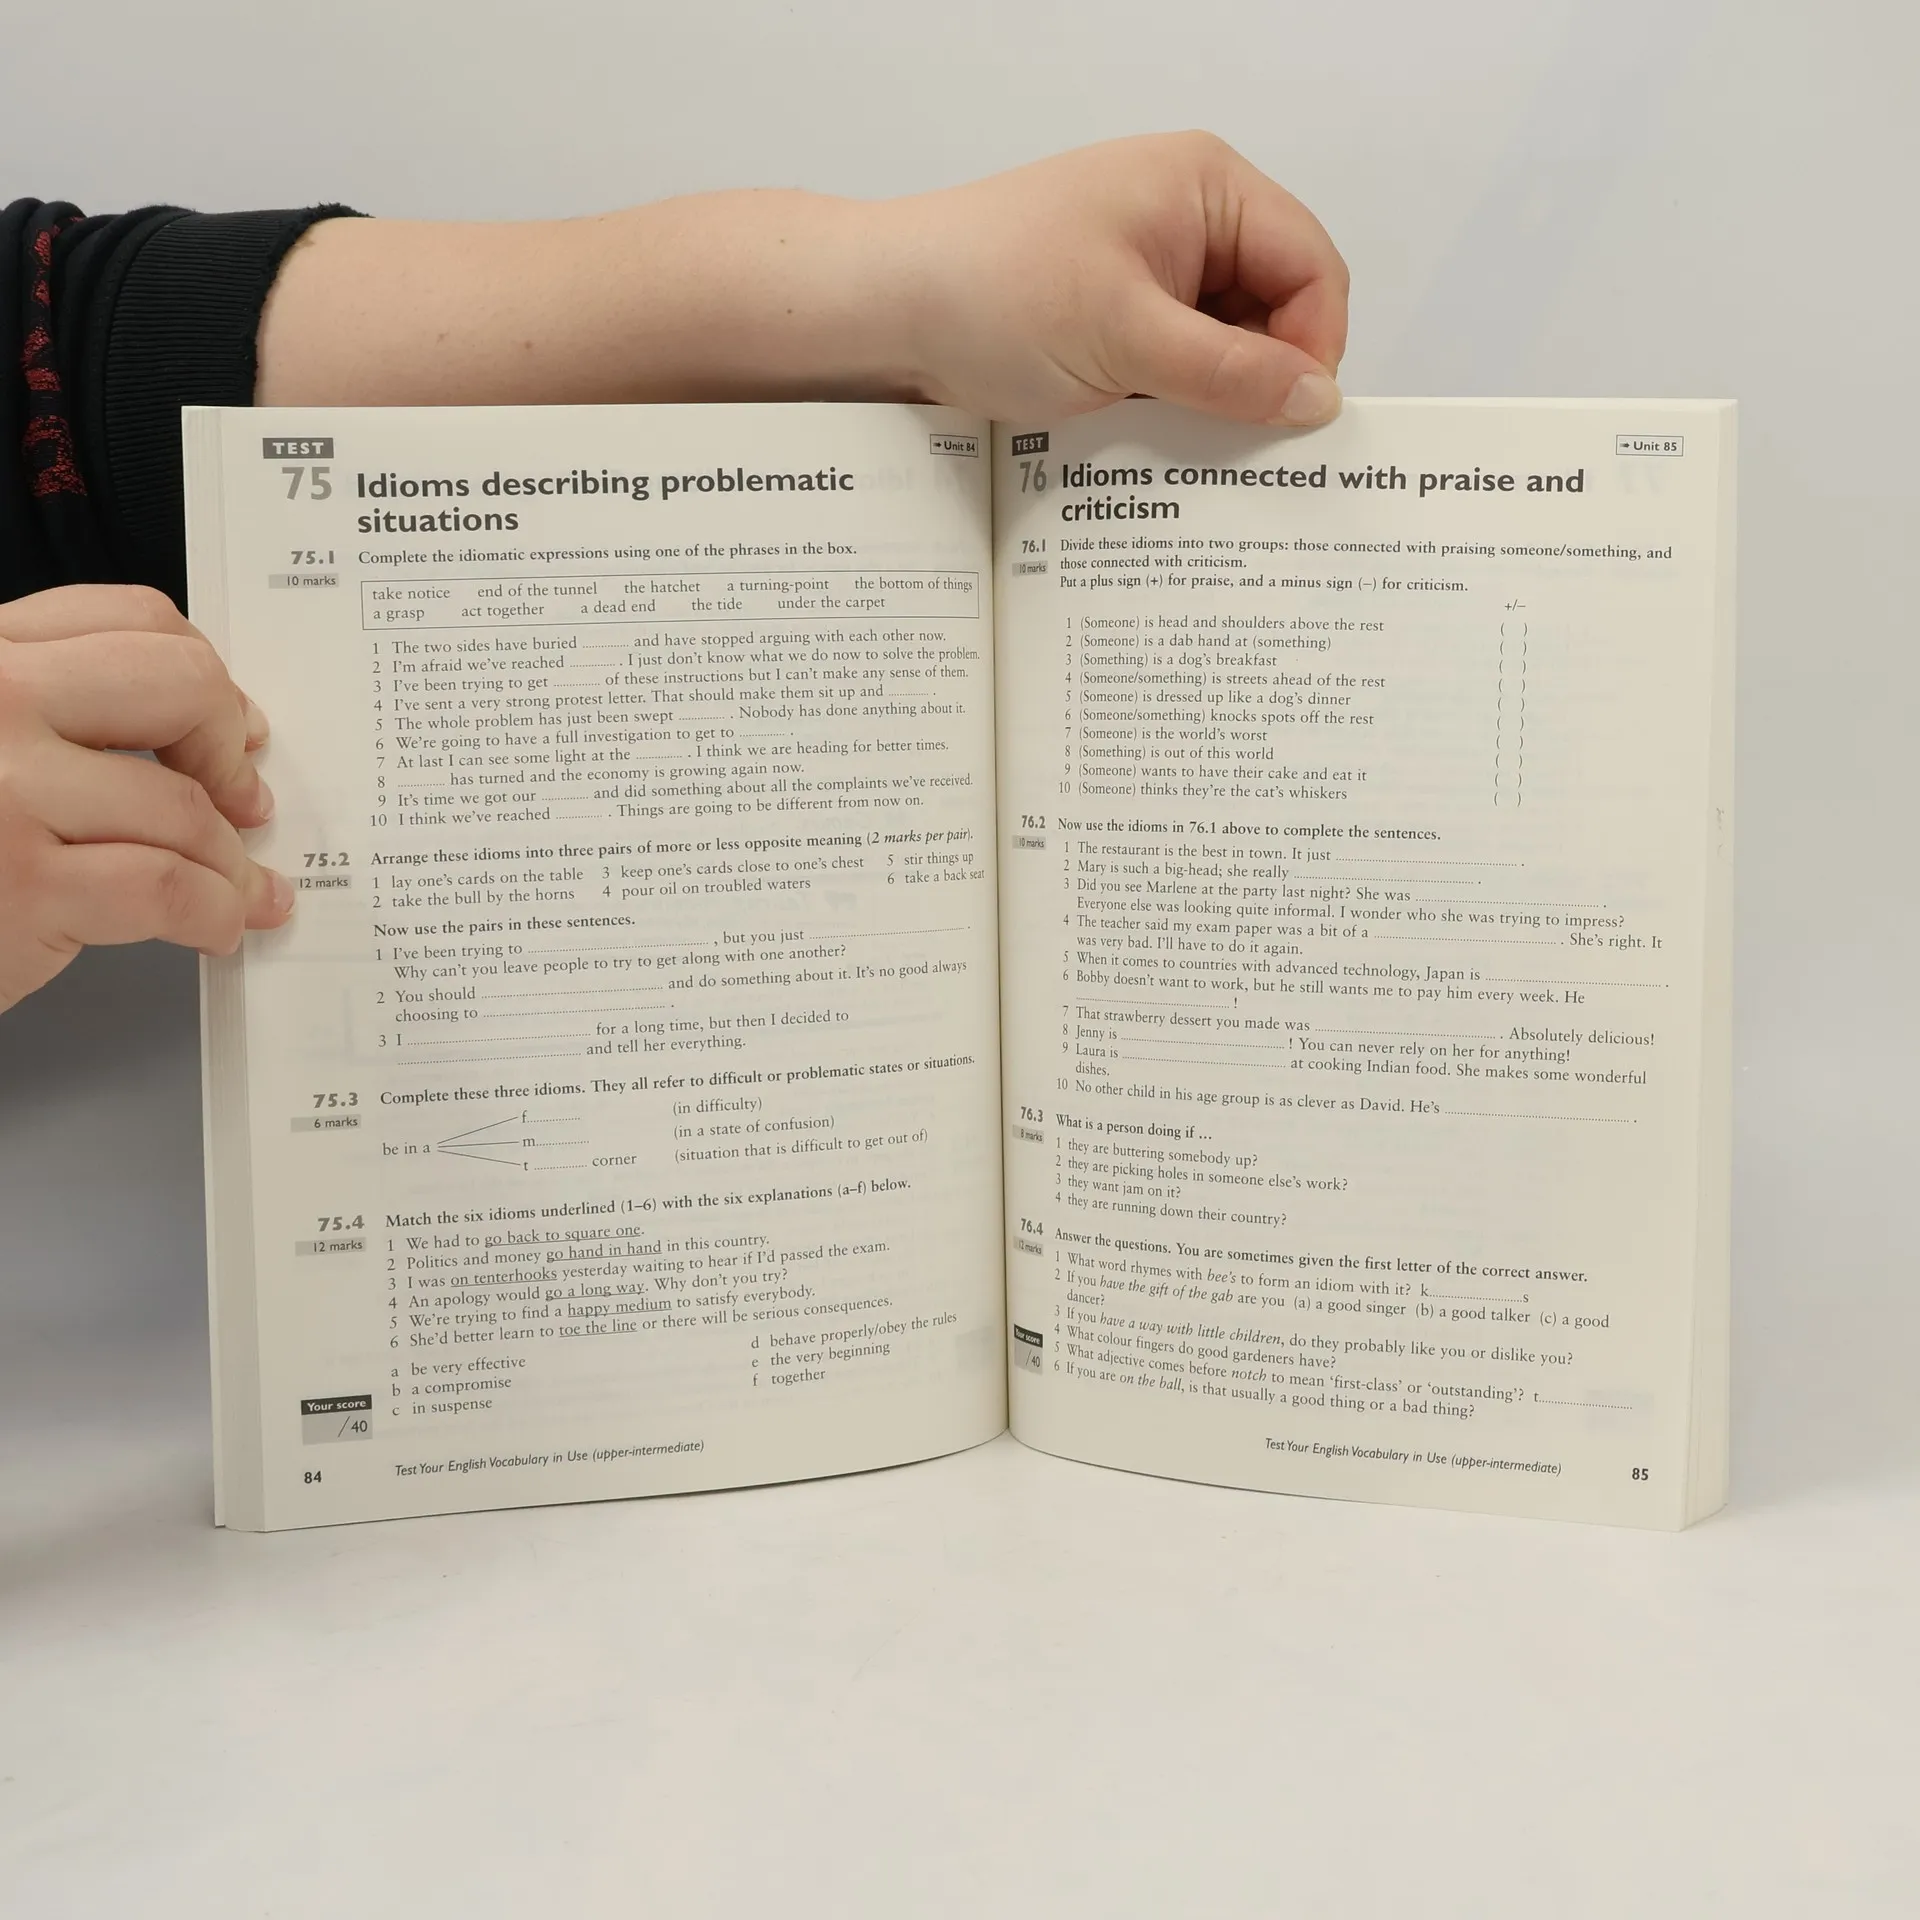 TEST
75
→ Unit 84
Idioms describing problematic
situations
75.1
10 marks
Complete the idiomatic expressions using one of the phrases in the box.
take notice end of the tunnel the hatchet a turning-point the bottom of things
a grasp act together a dead end the tide under the carpet
1 The two sides have buried .............. and have stopped arguing with each other now.
2 I'm afraid we've reached .............. . I just don't know what we do now to solve the problem.
3 I've been trying to get .............. of these instructions but I can't make any sense of them.
4 I've sent a very strong protest letter. That should make them sit up and .............. .
5 The whole problem has just been swept .............. . Nobody has done anything about it.
6 We're going to have a full investigation to get to .............. .
7 At last I can see some light at the .............. . I think we are heading for better times.
8 .............. has turned and the economy is growing again now.
9 It's time we got our .............. and did something about all the complaints we've received.
10 I think we've reached .............. . Things are going to be different from now on.
75.2
12 marks
Arrange these idioms into three pairs of more or less opposite meaning (2 marks per pair).
1 lay one's cards on the table 3 keep one's cards close to one's chest 5 stir things up
2 take the bull by the horns 4 pour oil on troubled waters 6 take a back seat
Now use the pairs in these sentences.
1 I've been trying to .............................. , but you just .............................. .
Why can't you leave people to try to get along with one another?
2 You should .............................. and do something about it. It's no good always
choosing to .............................. .
3 I .............................. for a long time, but then I decided to
.............................. and tell her everything.
75.3
6 marks
Complete these three idioms. They all refer to difficult or problematic states or situations.
f.............. (in difficulty)
be in a m.............. (in a state of confusion)
t .............. corner (situation that is difficult to get out of)
75.4
12 marks
Match the six idioms underlined (1–6) with the six explanations (a–f) below.
1 We had to go back to square one.
2 Politics and money go hand in hand in this country.
3 I was on tenterhooks yesterday waiting to hear if I'd passed the exam.
4 An apology would go a long way. Why don't you try?
5 We're trying to find a happy medium to satisfy everybody.
6 She'd better learn to toe the line or there will be serious consequences.
a be very effective
b a compromise
c in suspense
d behave properly/obey the rules
e the very beginning
f together
Your score
/40
84
Test Your English Vocabulary in Use (upper-intermediate)
TEST
76
→ Unit 85
Idioms connected with praise and
criticism
76.1
10 marks
Divide these idioms into two groups: those connected with praising someone/something, and
those connected with criticism.
Put a plus sign (+) for praise, and a minus sign (–) for criticism.
+/–
1 (Someone) is head and shoulders above the rest ( )
2 (Someone) is a dab hand at (something) ( )
3 (Something) is a dog's breakfast ( )
4 (Someone/something) is streets ahead of the rest ( )
5 (Someone) is dressed up like a dog's dinner ( )
6 (Someone/something) knocks spots off the rest ( )
7 (Someone) is the world's worst ( )
8 (Something) is out of this world ( )
9 (Someone) wants to have their cake and eat it ( )
10 (Someone) thinks they're the cat's whiskers ( )
76.2
10 marks
Now use the idioms in 76.1 above to complete the sentences.
1 The restaurant is the best in town. It just .............................. .
2 Mary is such a big-head; she really .............................. .
3 Did you see Marlene at the party last night? She was .............................. .
Everyone else was looking quite informal. I wonder who she was trying to impress?
4 The teacher said my exam paper was a bit of a .............................. . She's right. It
was very bad. I'll have to do it again.
5 When it comes to countries with advanced technology, Japan is .............................. .
6 Bobby doesn't want to work, but he still wants me to pay him every week. He
.............................. !
7 That strawberry dessert you made was .............................. . Absolutely delicious!
8 Jenny is .............................. ! You can never rely on her for anything!
9 Laura is .............................. at cooking Indian food. She makes some wonderful
dishes.
10 No other child in his age group is as clever as David. He's .............................. .
76.3
8 marks
What is a person doing if ...
1 they are buttering somebody up?
2 they are picking holes in someone else's work?
3 they want jam on it?
4 they are running down their country?
76.4
12 marks
Answer the questions. You are sometimes given the first letter of the correct answer.
1 What word rhymes with bee's to form an idiom with it? k..............s
2 If you have the gift of the gab are you (a) a good singer (b) a good talker (c) a good
dancer?
3 If you have a way with little children, do they probably like you or dislike you?
4 What colour fingers do good gardeners have?
5 What adjective comes before notch to mean 'first-class' or 'outstanding'? t..............
6 If you are on the ball, is that usually a good thing or a bad thing?
Your score
/40
Test Your English Vocabulary in Use (upper-intermediate)
85